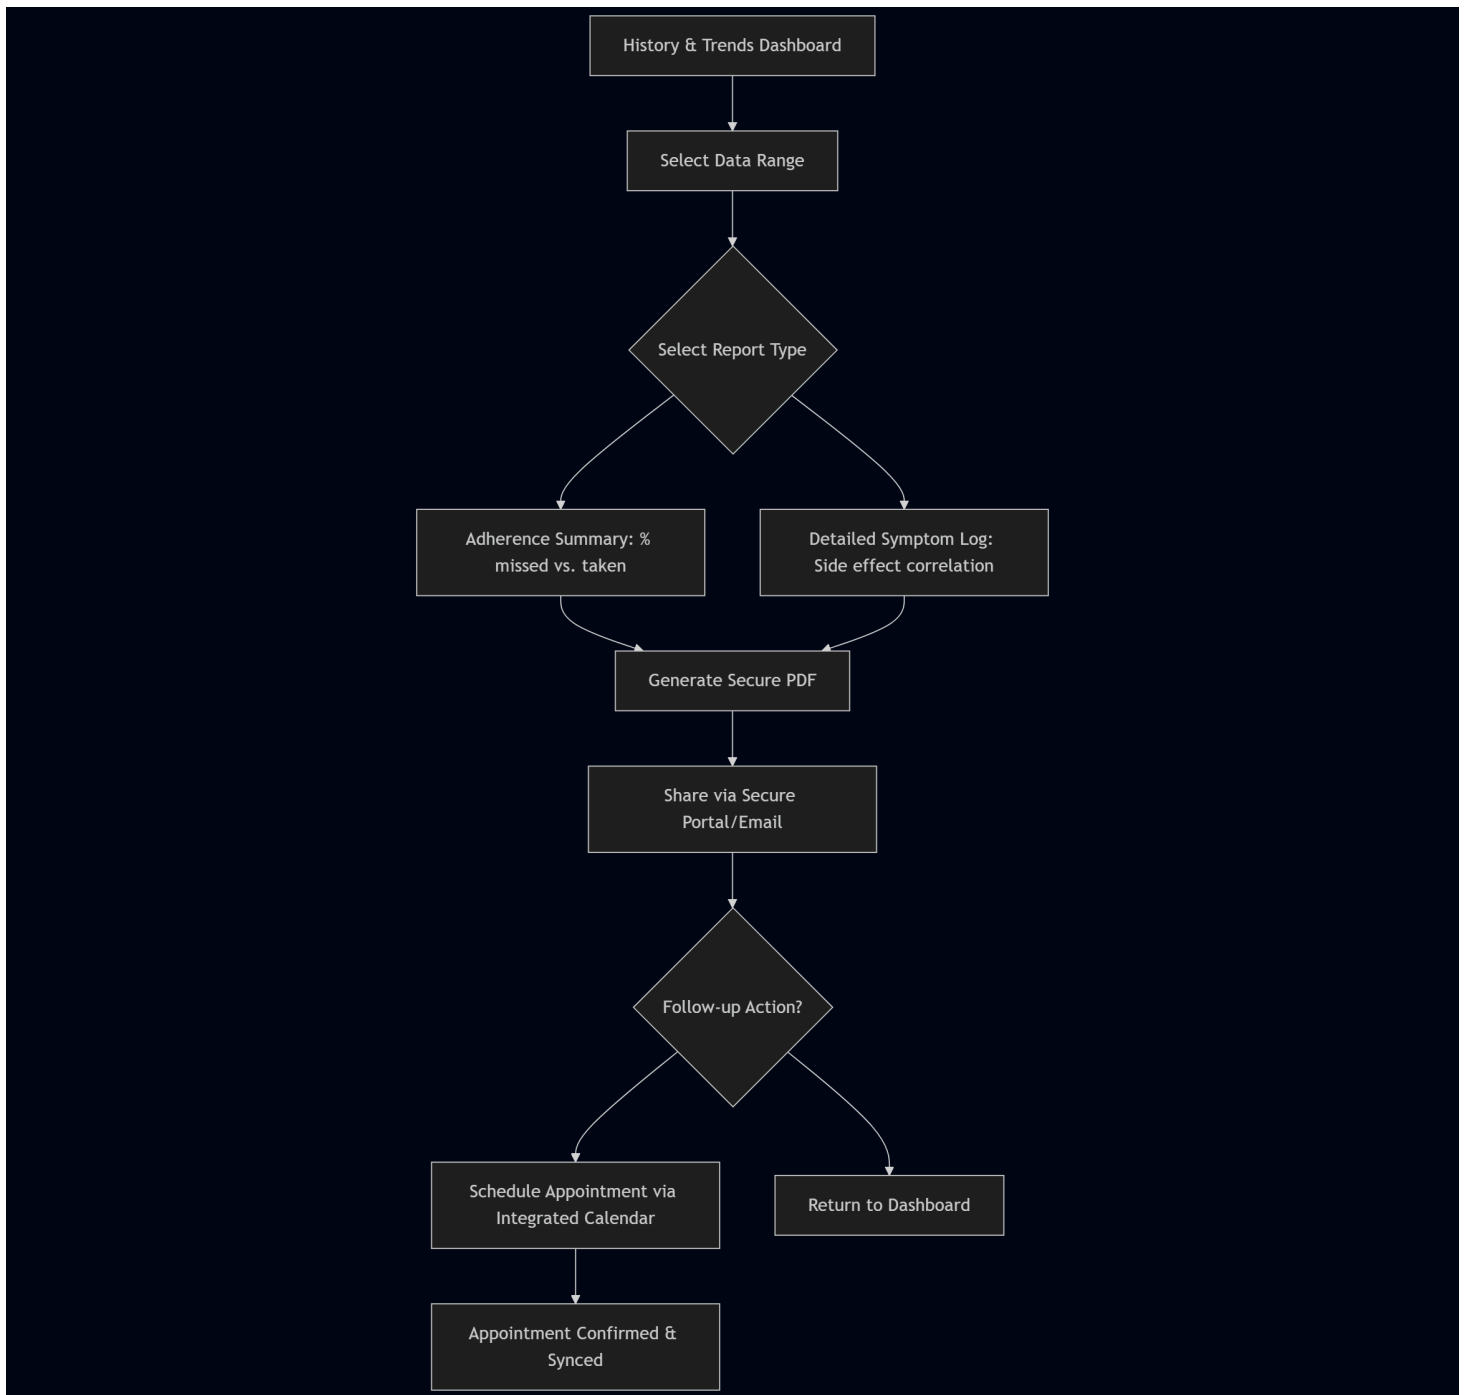 History & Trends Dashboard
Select Data Range
Select Report Type
Adherence Summary: %
missed vs. taken
Detailed Symptom Log:
Side effect correlation
Generate Secure PDF
Share via Secure
Portal/Email
Follow-up Action?
Schedule Appointment via
Integrated Calendar
Return to Dashboard
Appointment Confirmed &
Synced